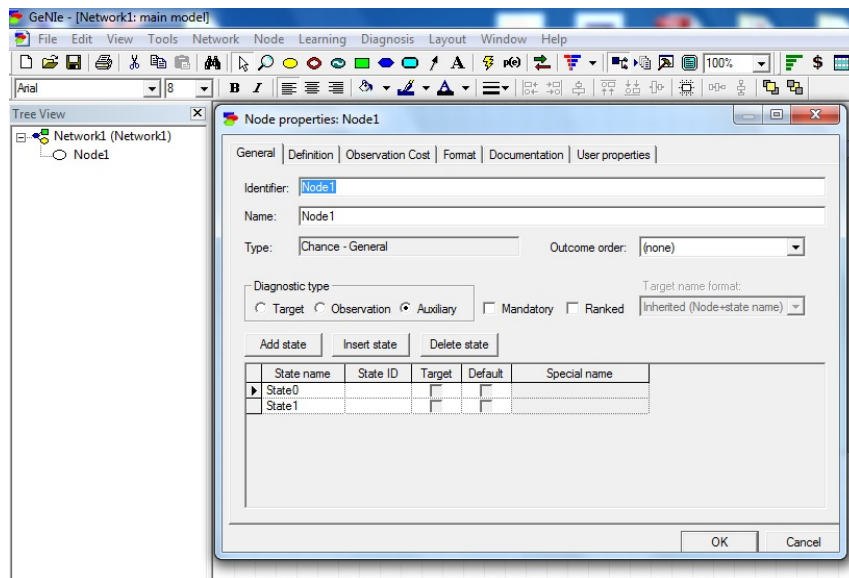 GeNIe - [Network1: main model]
File Edit View Tools Network Node Learning Diagnosis Layout Window Help
A P(e) 100% $
Arial 8 B I A
Tree View
Network1 (Network1)
Node1
Node properties: Node1
General Definition Observation Cost Format Documentation User properties
Identifier: Node1
Name: Node1
Type: Chance - General Outcome order: (none)
Diagnostic type Target name format:
Target Observation Auxiliary Mandatory Ranked Inherited (Node+state name)
Add state Insert state Delete state
State name State ID Target Default Special name
State0
State1
OK Cancel